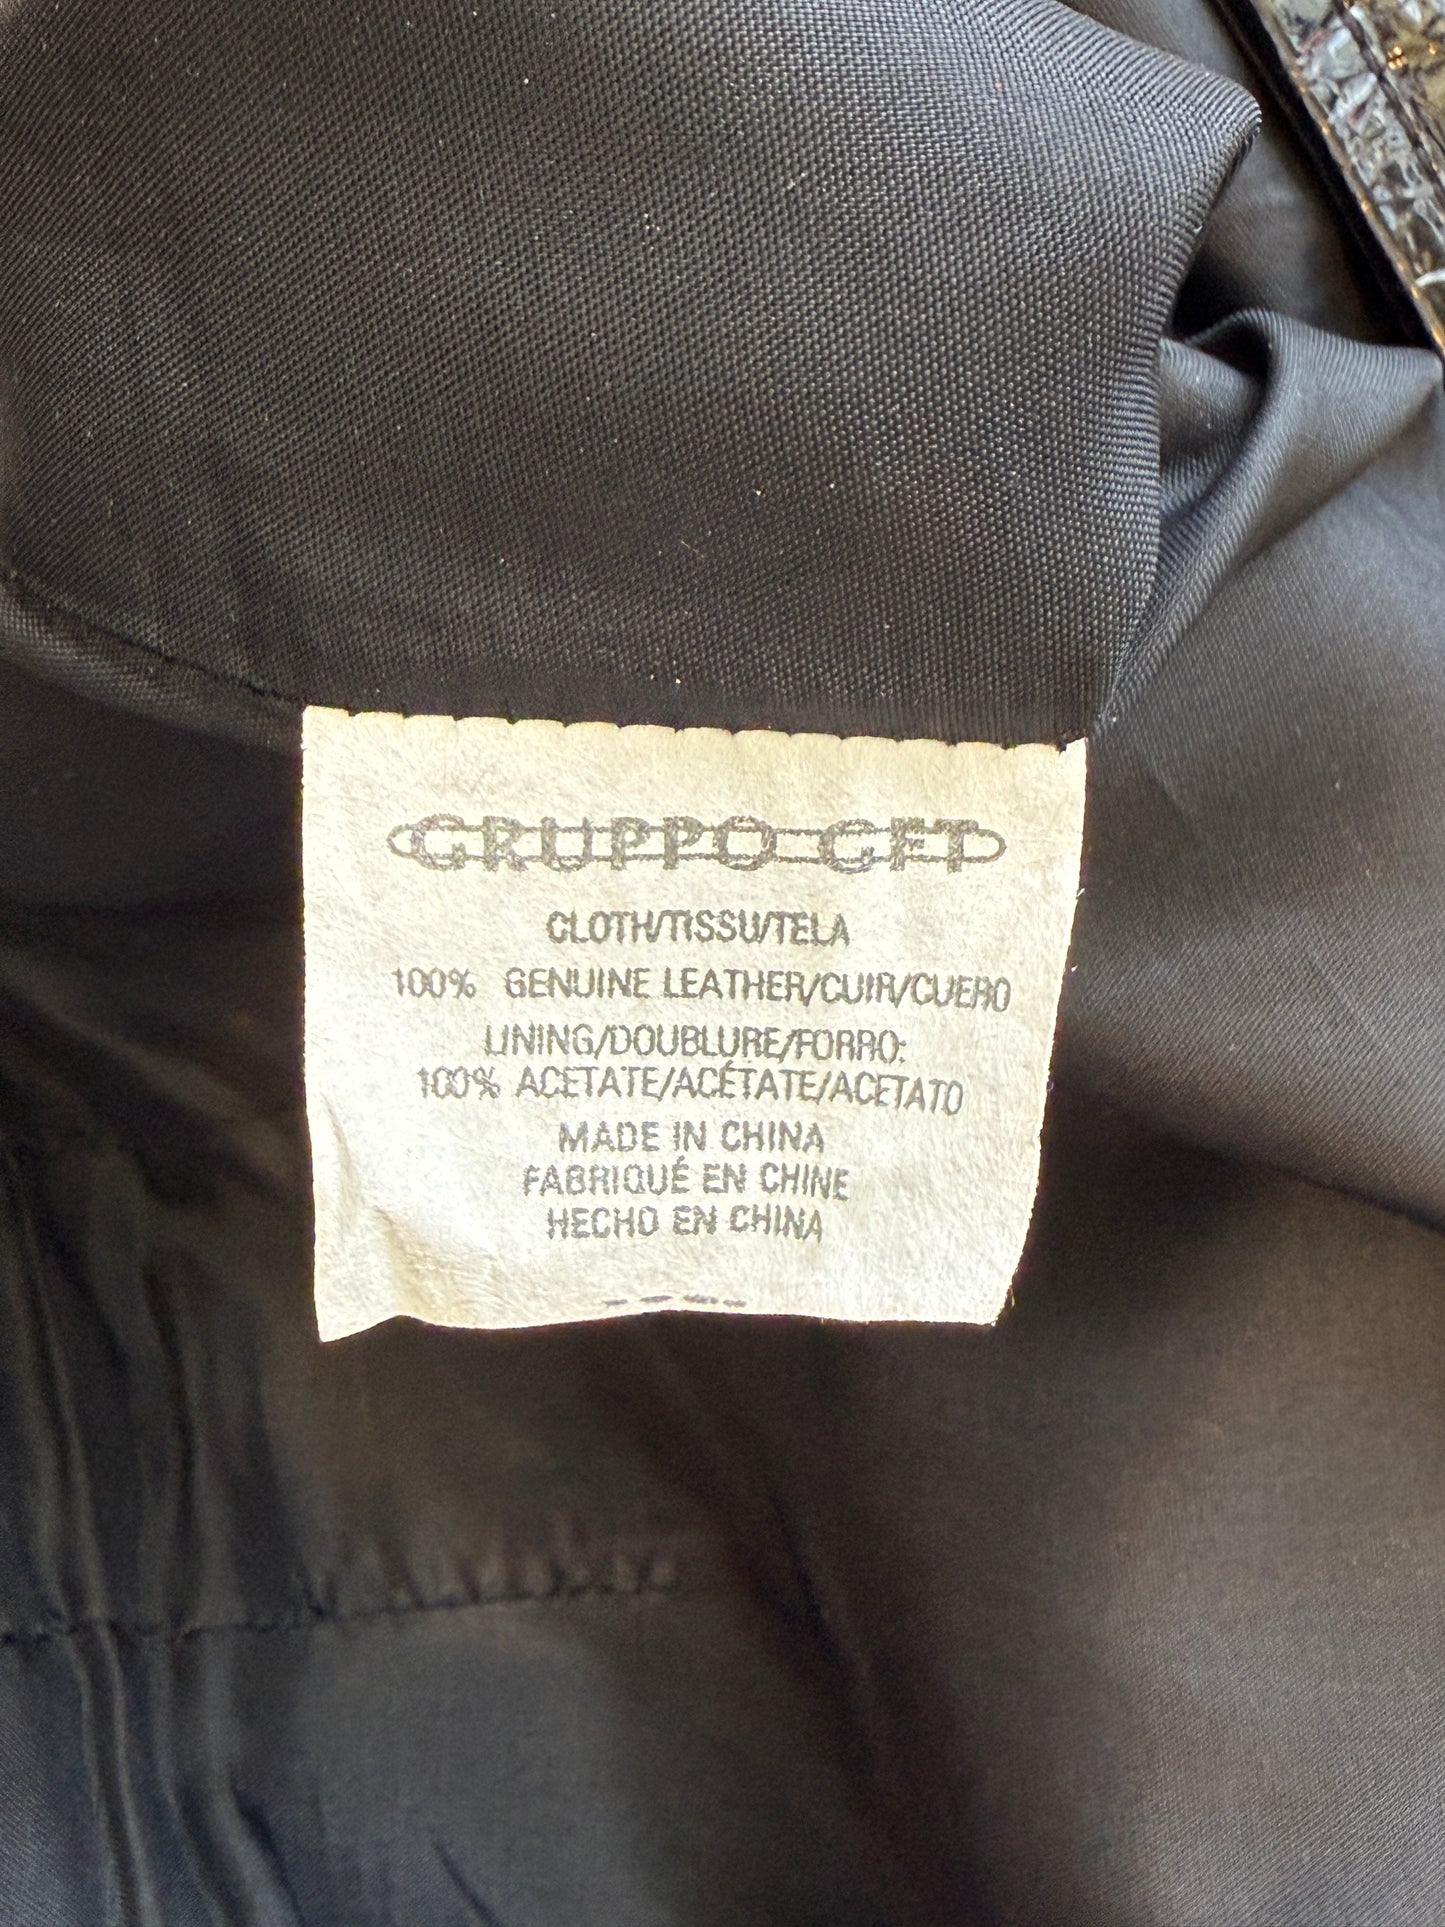 GRUPPO GFT
CLOTH/TISSU/TELA
100% GENUINE LEATHER/CUIR/CUERO
LINING/DOUBLURE/FORRO:
100% ACETATE/ACÉTATE/ACETATO
MADE IN CHINA
FABRIQUÉ EN CHINE
HECHO EN CHINA